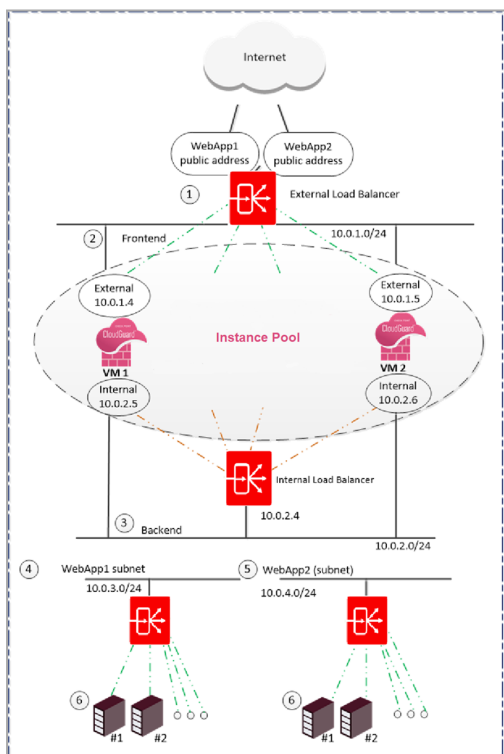 Internet
WebApp1
public address
WebApp2
public address
1
External Load Balancer
10.0.1.0/24
2
Frontend
External
10.0.1.4
External
10.0.1.5
CloudGuard
CloudGuard
Instance Pool
VM 1
VM 2
Internal
10.0.2.5
Internal
10.0.2.6
Internal Load Balancer
10.0.2.4
3
Backend
10.0.2.0/24
4
WebApp1 subnet
5
WebApp2 (subnet)
10.0.3.0/24
10.0.4.0/24
6
#1
#2
6
#1
#2